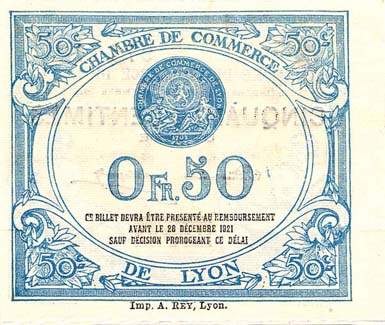 50c. 50c.
CHAMBRE DE COMMERCE
CHAMBRE DE COMMERCE DE LYON
1702
0 FR. 50
CE BILLET DEVRA ÊTRE PRÉSENTÉ AU REMBOURSEMENT
AVANT LE 28 DÉCEMBRE 1921
SAUF DÉCISION PROROGEANT CE DÉLAI
50c. 50c.
DE LYON
Imp. A. REY, Lyon.